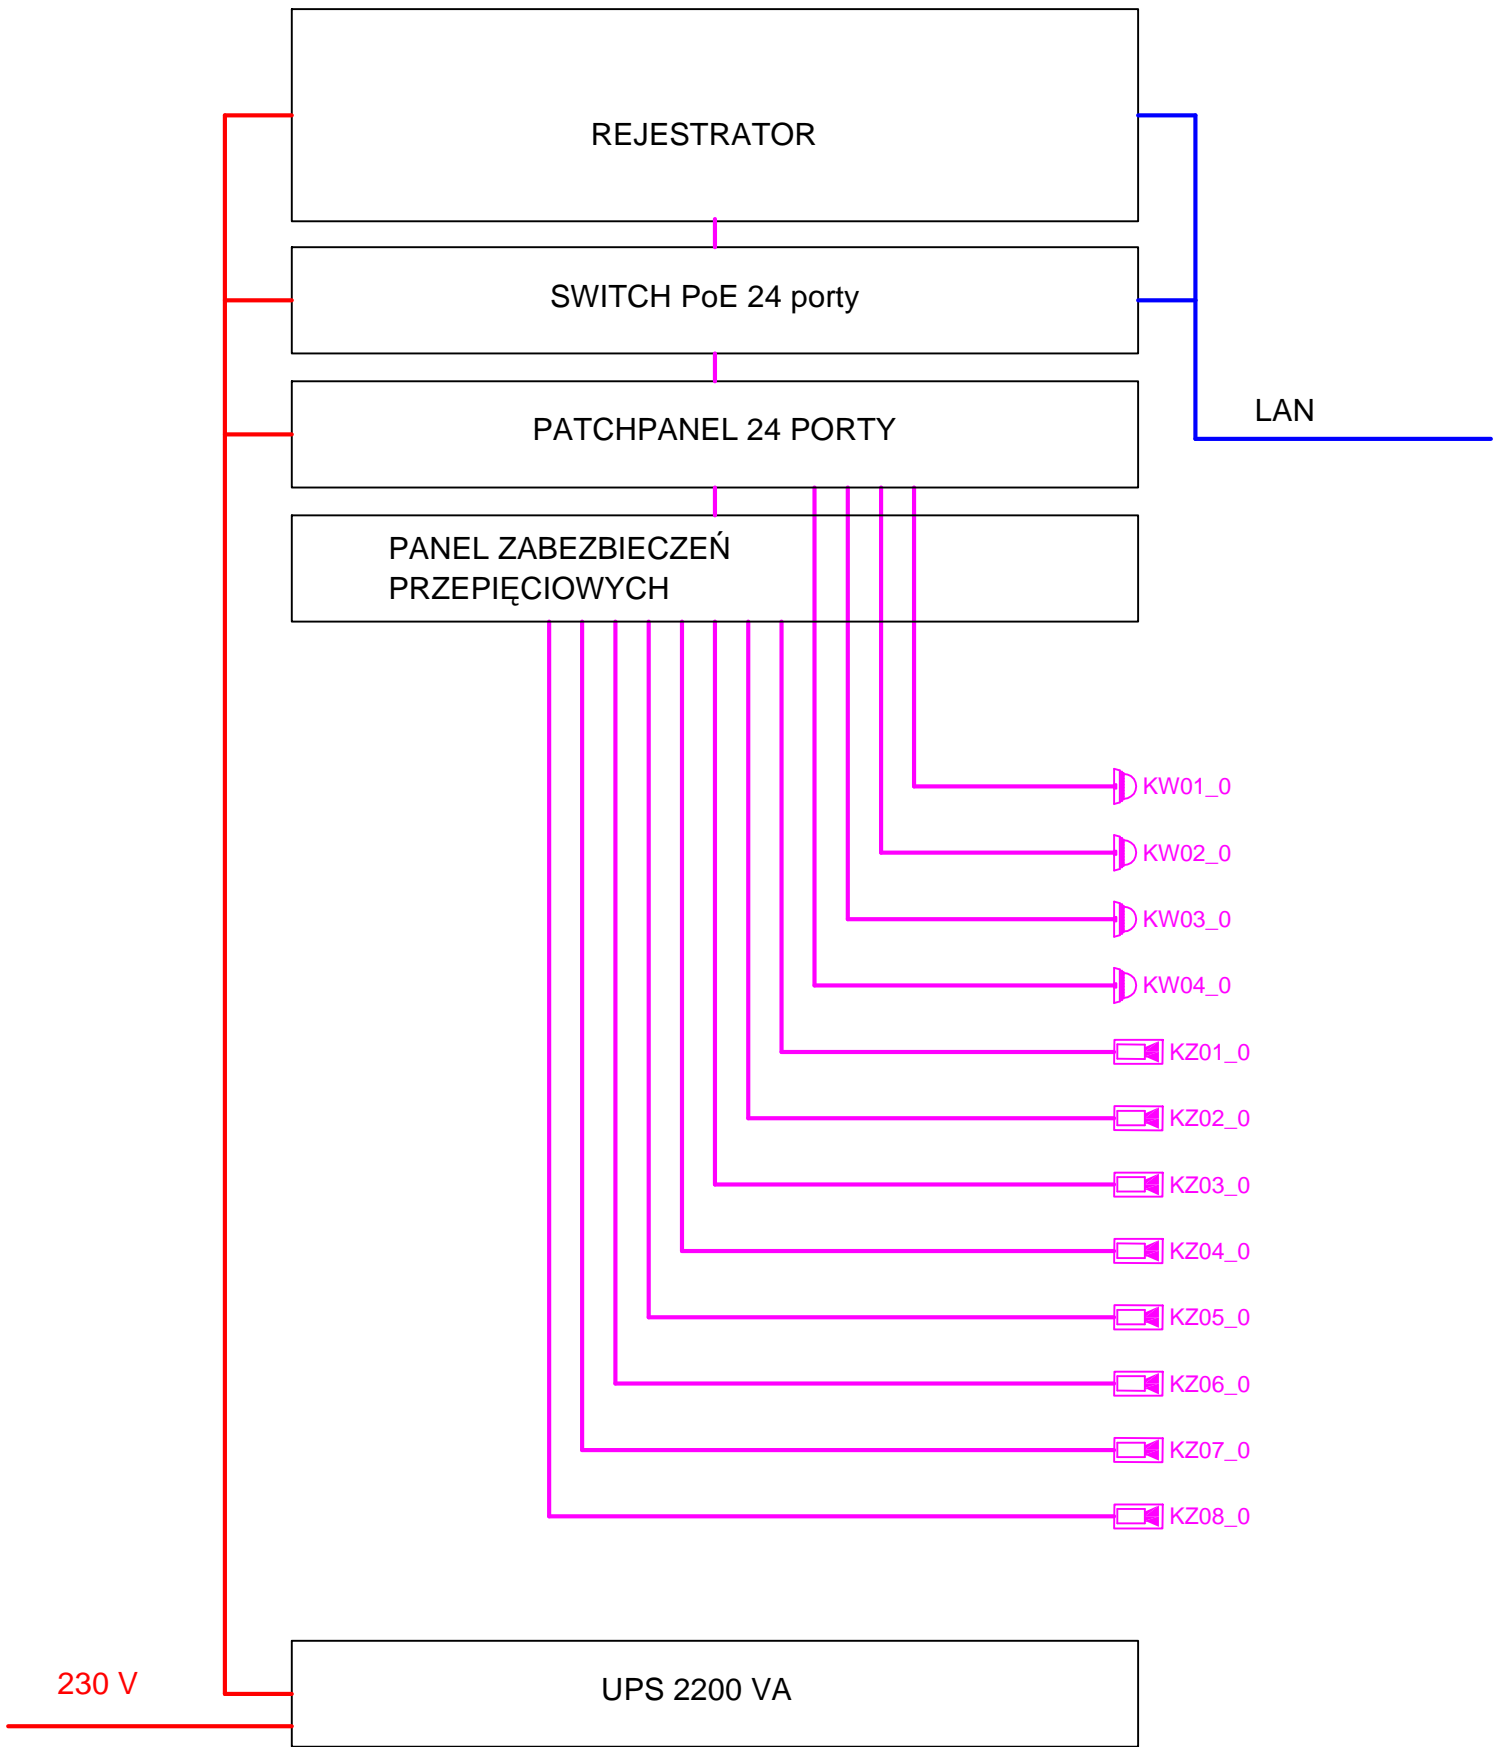 REJESTRATOR
SWITCH PoE 24 porty
PATCHPANEL 24 PORTY
LAN
PANEL ZABEZBIECZEŃ
PRZEPIĘCIOWYCH
KW01_0
KW02_0
KW03_0
KW04_0
KZ01_0
KZ02_0
KZ03_0
KZ04_0
KZ05_0
KZ06_0
KZ07_0
KZ08_0
230 V
UPS 2200 VA